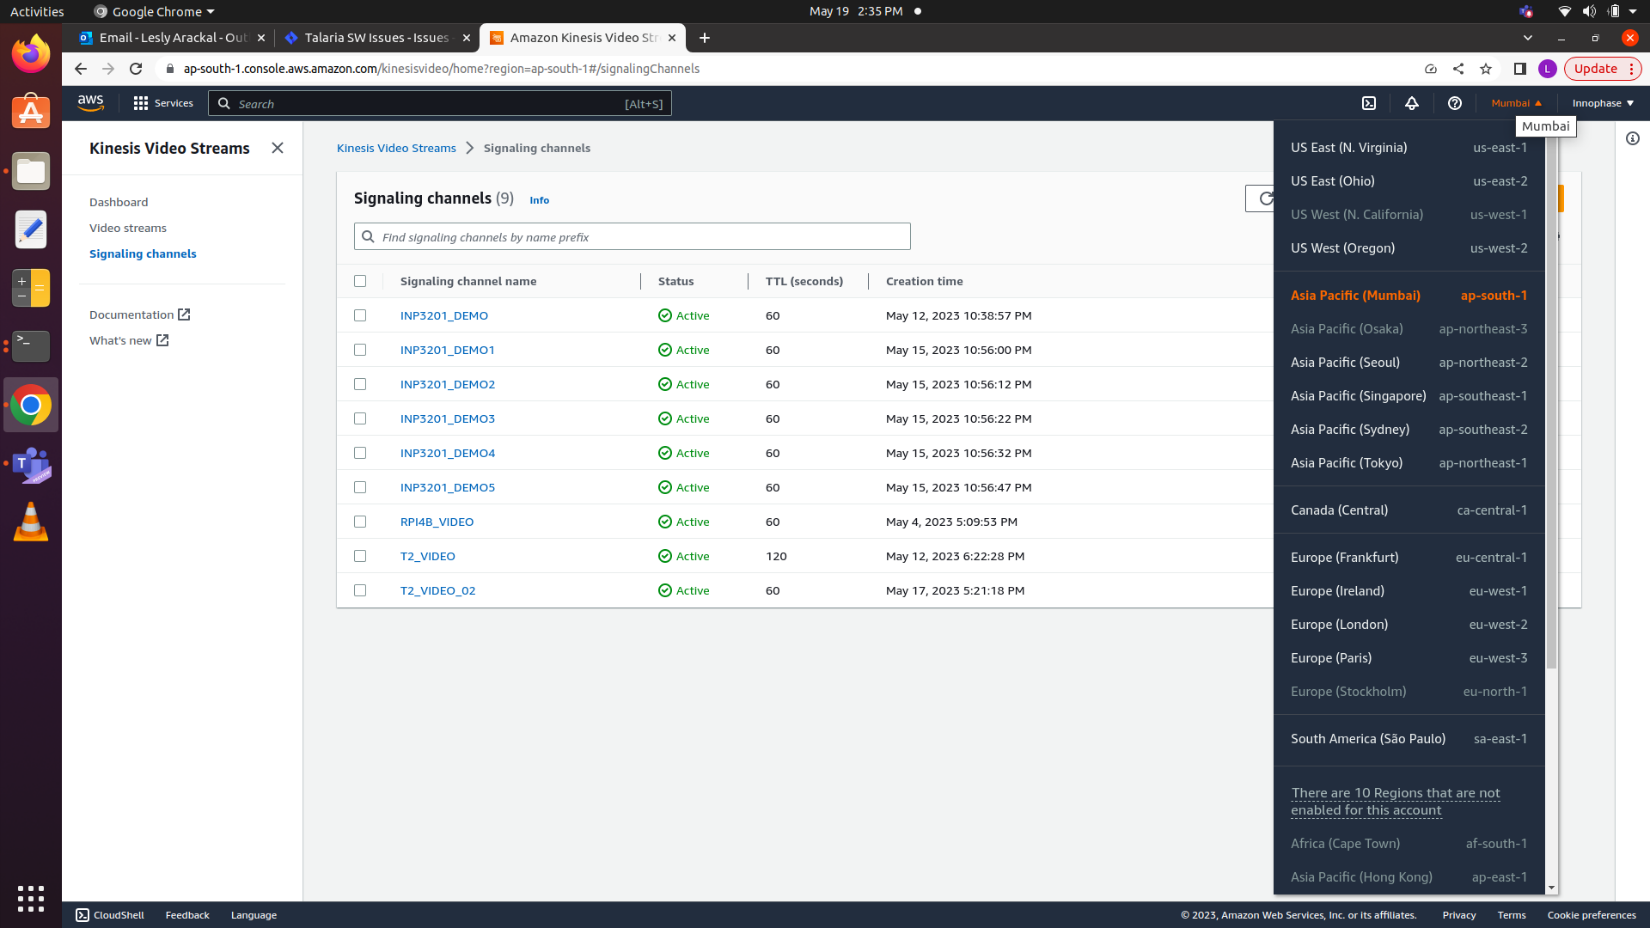 Activities
Google Chrome
May 19 2:35 PM
Email - Lesly Arackal - Out
Talaria SW Issues - Issues -
Amazon Kinesis Video Str
ap-south-1.console.aws.amazon.com/kinesisvideo/home?region=ap-south-1#/signalingChannels
L
Update
aws
Services
Search
[Alt+S]
Mumbai
Innophase
Mumbai
Kinesis Video Streams
Dashboard
Video streams
Signaling channels
Documentation
What's new
Kinesis Video Streams
Signaling channels
Signaling channels (9)
Info
Find signaling channels by name prefix
Signaling channel name Status TTL (seconds) Creation time
INP3201_DEMO Active 60 May 12, 2023 10:38:57 PM
INP3201_DEMO1 Active 60 May 15, 2023 10:56:00 PM
INP3201_DEMO2 Active 60 May 15, 2023 10:56:12 PM
INP3201_DEMO3 Active 60 May 15, 2023 10:56:22 PM
INP3201_DEMO4 Active 60 May 15, 2023 10:56:32 PM
INP3201_DEMO5 Active 60 May 15, 2023 10:56:47 PM
RPI4B_VIDEO Active 60 May 4, 2023 5:09:53 PM
T2_VIDEO Active 120 May 12, 2023 6:22:28 PM
T2_VIDEO_02 Active 60 May 17, 2023 5:21:18 PM
US East (N. Virginia) us-east-1
US East (Ohio) us-east-2
US West (N. California) us-west-1
US West (Oregon) us-west-2
Asia Pacific (Mumbai) ap-south-1
Asia Pacific (Osaka) ap-northeast-3
Asia Pacific (Seoul) ap-northeast-2
Asia Pacific (Singapore) ap-southeast-1
Asia Pacific (Sydney) ap-southeast-2
Asia Pacific (Tokyo) ap-northeast-1
Canada (Central) ca-central-1
Europe (Frankfurt) eu-central-1
Europe (Ireland) eu-west-1
Europe (London) eu-west-2
Europe (Paris) eu-west-3
Europe (Stockholm) eu-north-1
South America (São Paulo) sa-east-1
There are 10 Regions that are not
enabled for this account
Africa (Cape Town) af-south-1
Asia Pacific (Hong Kong) ap-east-1
CloudShell
Feedback
Language
© 2023, Amazon Web Services, Inc. or its affiliates.
Privacy
Terms
Cookie preferences